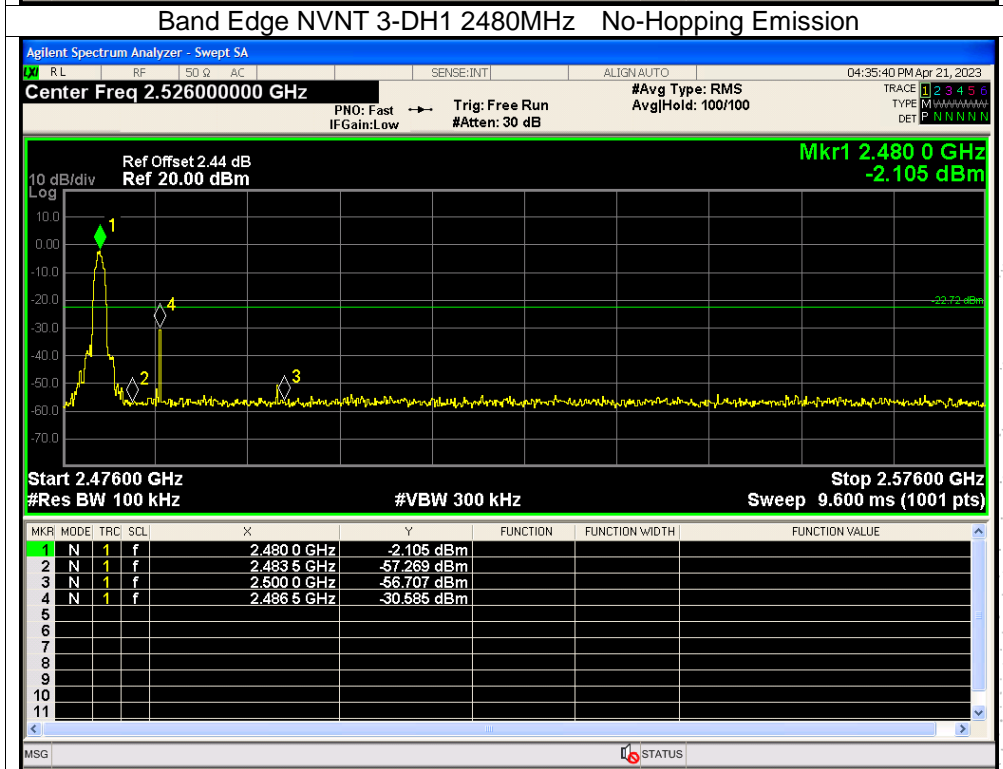 Band Edge NVNT 3-DH1 2480MHz No-Hopping Emission
Agilent Spectrum Analyzer - Swept SA
LXI RL RF 50 Ω AC SENSE:INT ALIGN AUTO 04:35:40 PM Apr 21, 2023
Center Freq 2.526000000 GHz #Avg Type: RMS TRACE 1 2 3 4 5 6
PNO: Fast Trig: Free Run Avg|Hold: 100/100 TYPE M
IFGain:Low #Atten: 30 dB DET P N N N N N
Mkr1 2.480 0 GHz
-2.105 dBm
Ref Offset 2.44 dB
10 dB/div Ref 20.00 dBm
Log
10.0
1
0.00
-10.0
-20.0 4 -22.72 dBm
-30.0
-40.0
-50.0 2 3
-60.0
-70.0
Start 2.47600 GHz Stop 2.57600 GHz
#Res BW 100 kHz #VBW 300 kHz Sweep 9.600 ms (1001 pts)
MKR MODE TRC SCL X Y FUNCTION FUNCTION WIDTH FUNCTION VALUE
1 N 1 f 2.480 0 GHz -2.105 dBm
2 N 1 f 2.483 5 GHz -57.269 dBm
3 N 1 f 2.500 0 GHz -56.707 dBm
4 N 1 f 2.486 5 GHz -30.585 dBm
5
6
7
8
9
10
11
MSG STATUS